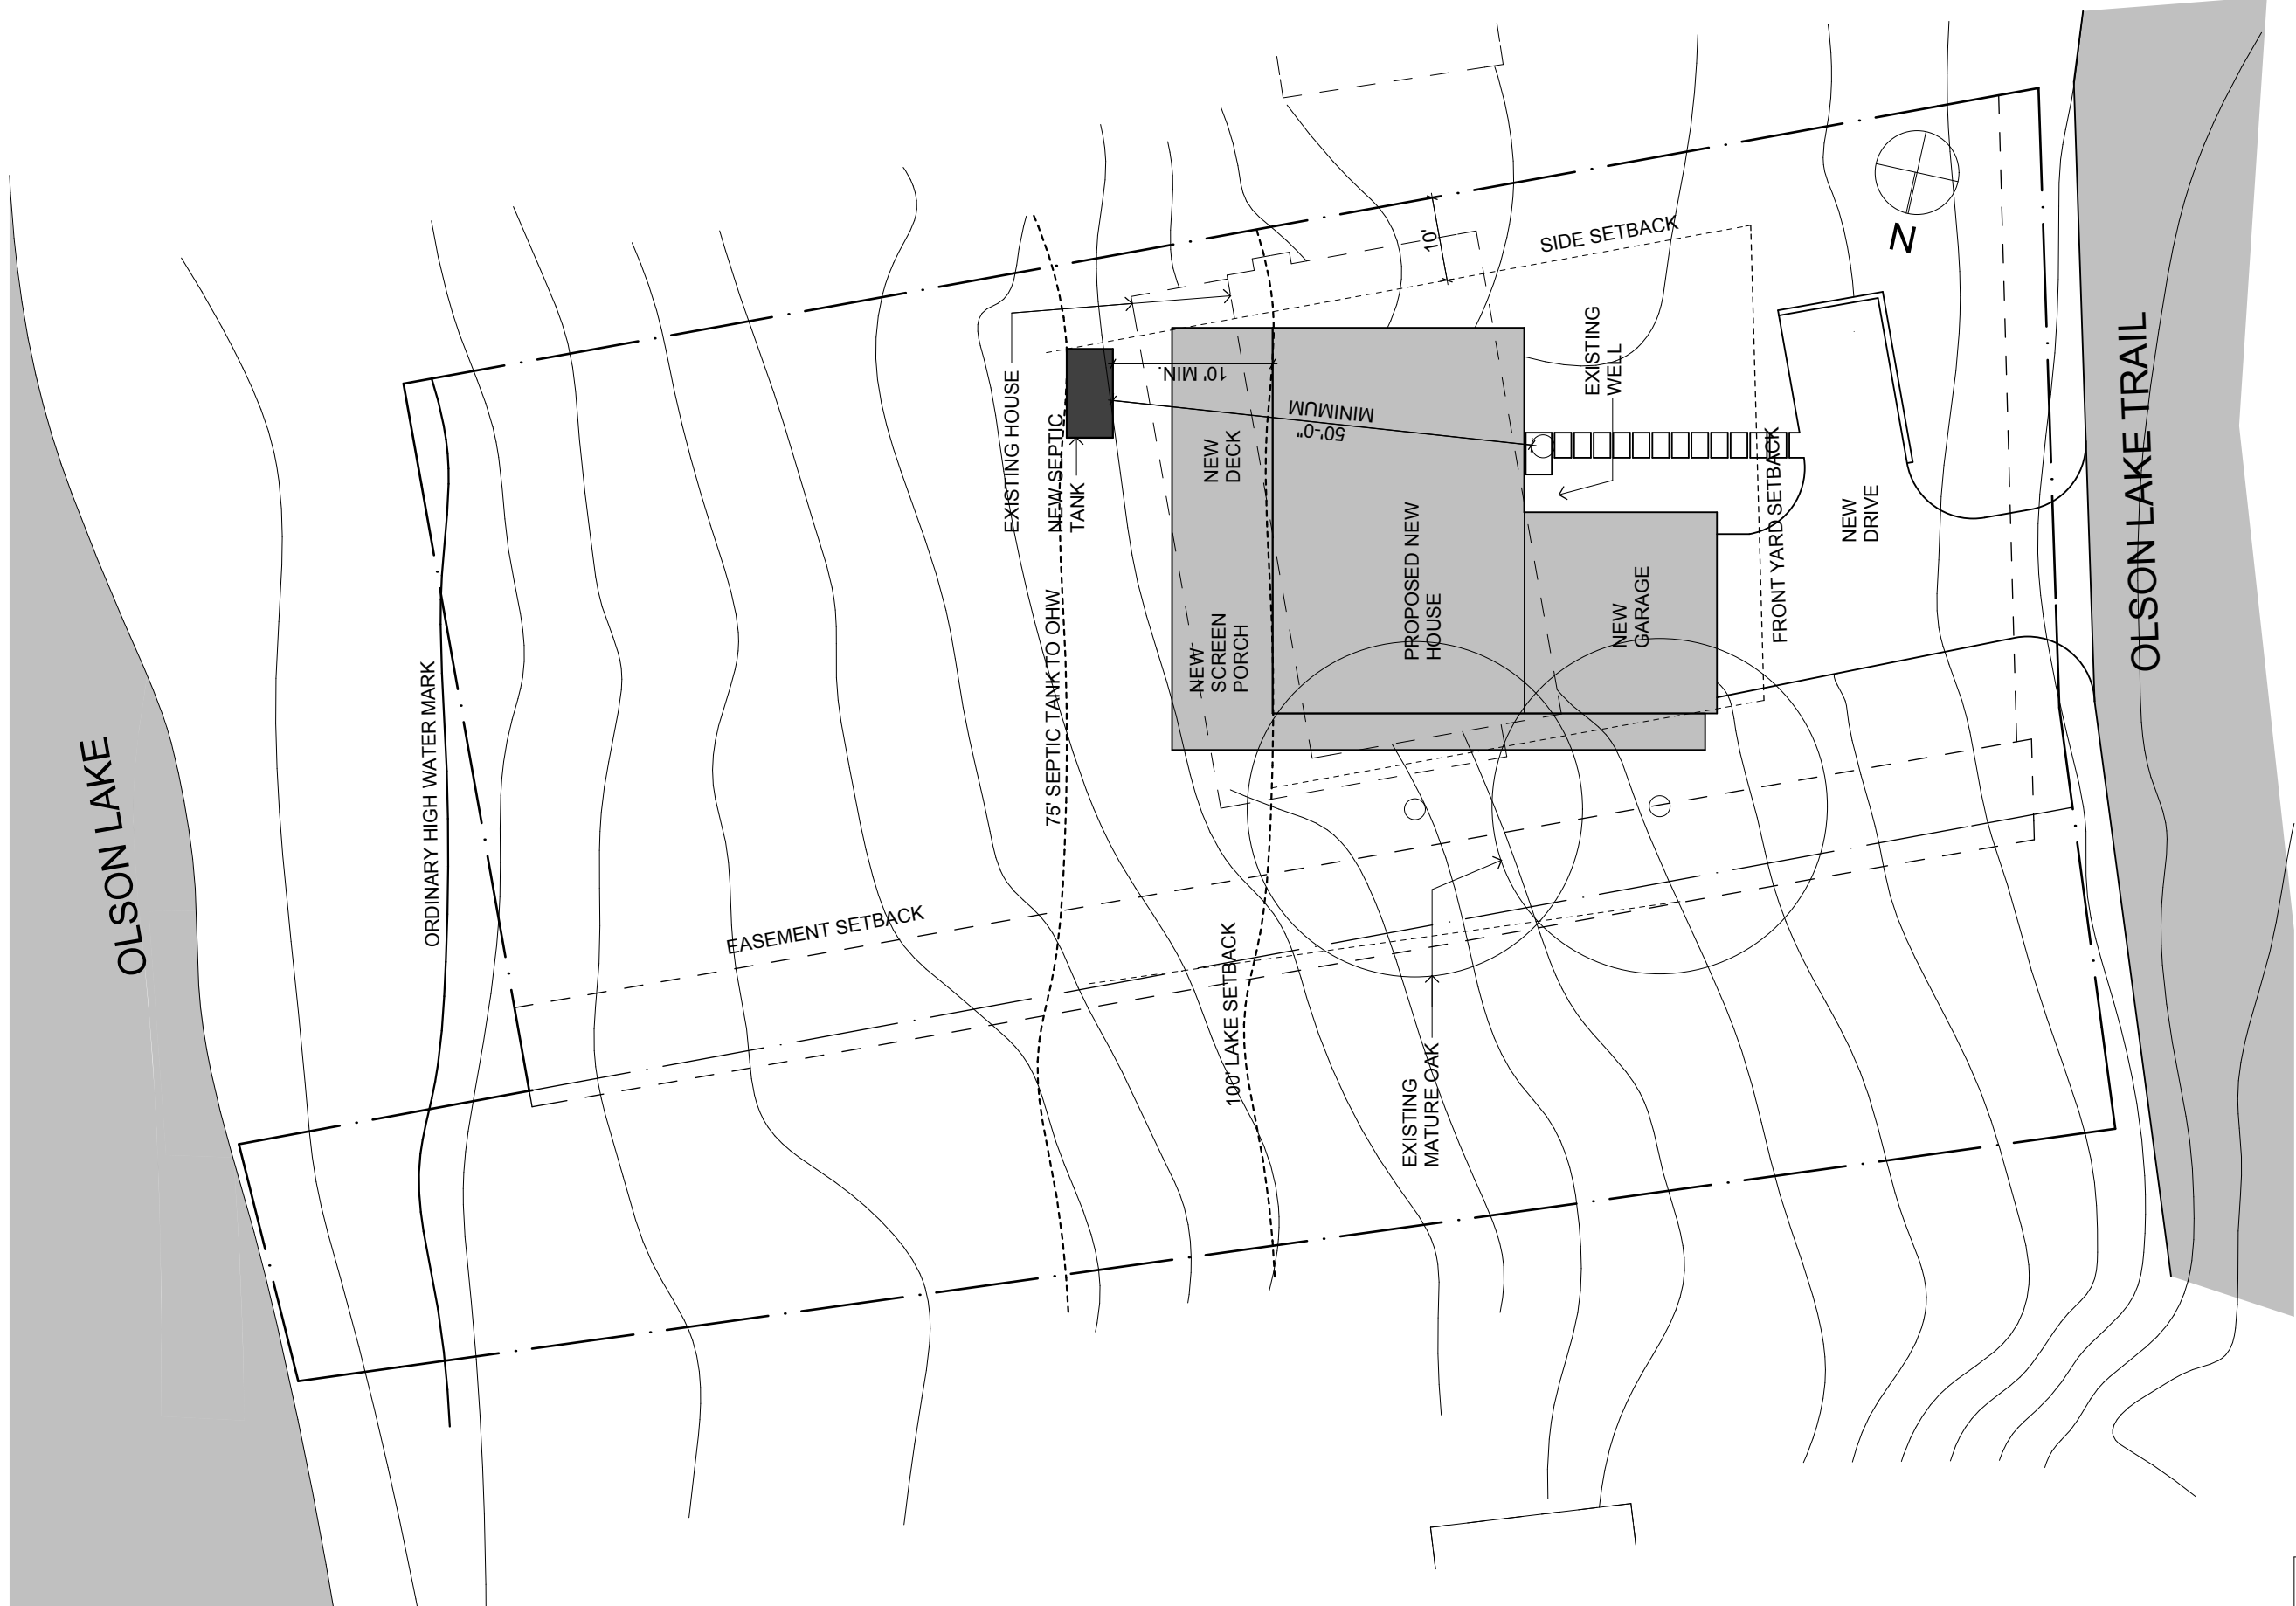 OLSON LAKE
ORDINARY HIGH WATER MARK
EASEMENT SETBACK
EXISTING HOUSE
NEW SEPTIC
TANK
75' SEPTIC TANK TO OHW
10' MIN.
50'-0"
MINIMUM
NEW
DECK
NEW
SCREEN
PORCH
100' LAKE SETBACK
PROPOSED NEW
HOUSE
EXISTING
MATURE OAK
10'
SIDE SETBACK
EXISTING
WELL
NEW
GARAGE
FRONT YARD SETBACK
NEW
DRIVE
N
OLSON LAKE TRAIL